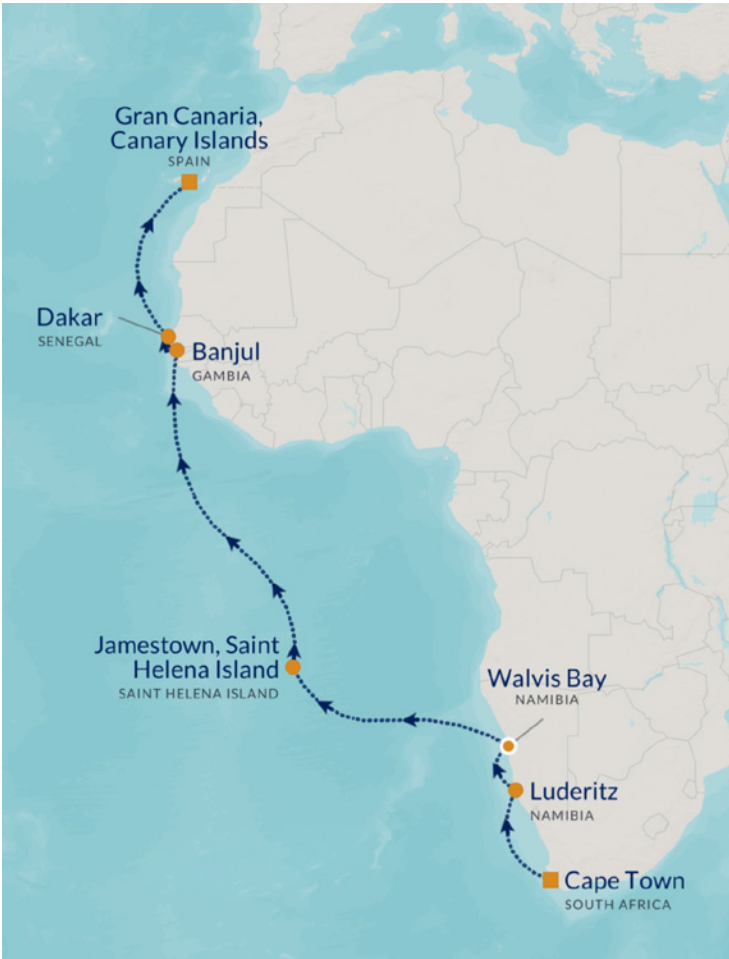 Gran Canaria,
Canary Islands
SPAIN
Dakar
SENEGAL
Banjul
GAMBIA
Jamestown, Saint
Helena Island
SAINT HELENA ISLAND
Walvis Bay
NAMIBIA
Luderitz
NAMIBIA
Cape Town
SOUTH AFRICA